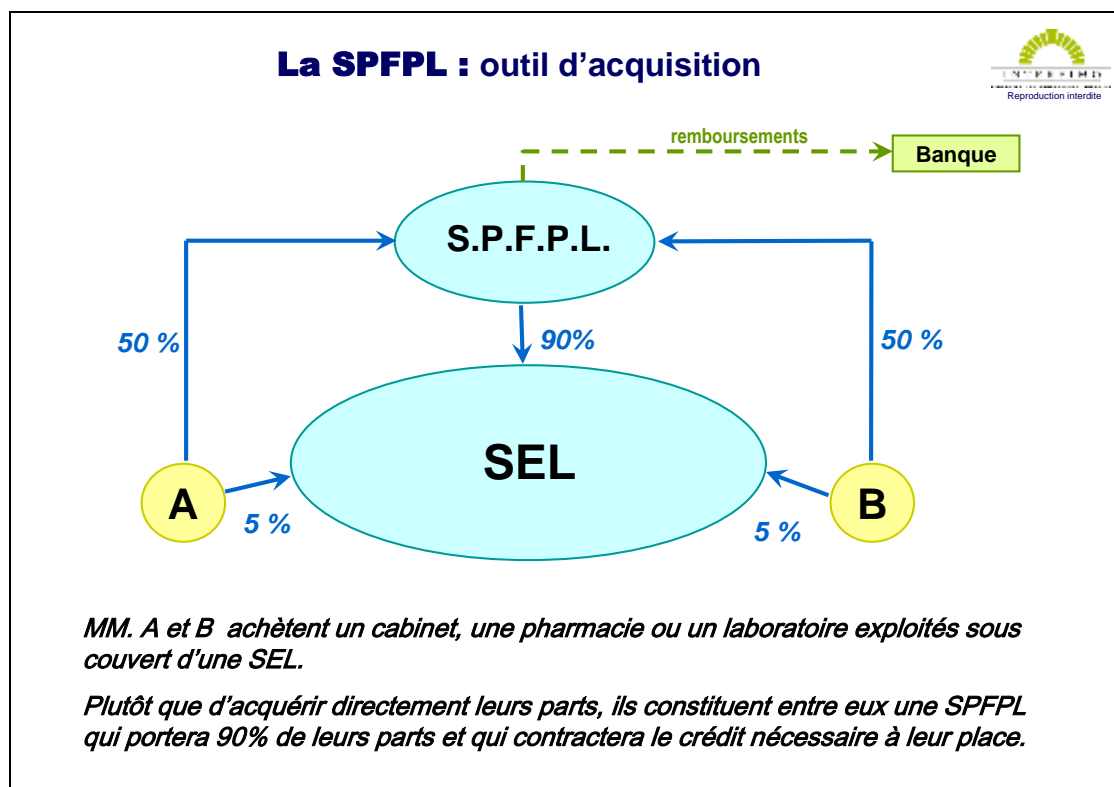 La SPFPL : outil d'acquisition
Reproduction interdite
remboursements
Banque
S.P.F.P.L.
50 %
90%
50 %
SEL
A
B
5 %
5 %
MM. A et B achètent un cabinet, une pharmacie ou un laboratoire exploités sous
couvert d'une SEL.
Plutôt que d'acquérir directement leurs parts, ils constituent entre eux une SPFPL
qui portera 90% de leurs parts et qui contractera le crédit nécessaire à leur place.